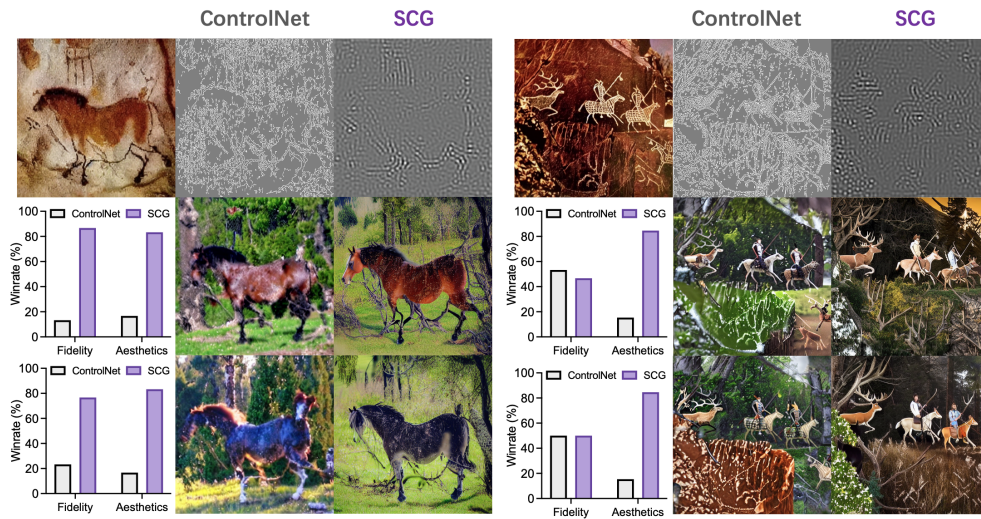 ControlNet SCG ControlNet SCG
ControlNet SCG
Winrate (%)
100
80
60
40
20
0
Fidelity Aesthetics
ControlNet SCG
Winrate (%)
100
80
60
40
20
0
Fidelity Aesthetics
ControlNet SCG
Winrate (%)
100
80
60
40
20
0
Fidelity Aesthetics
ControlNet SCG
Winrate (%)
100
80
60
40
20
0
Fidelity Aesthetics